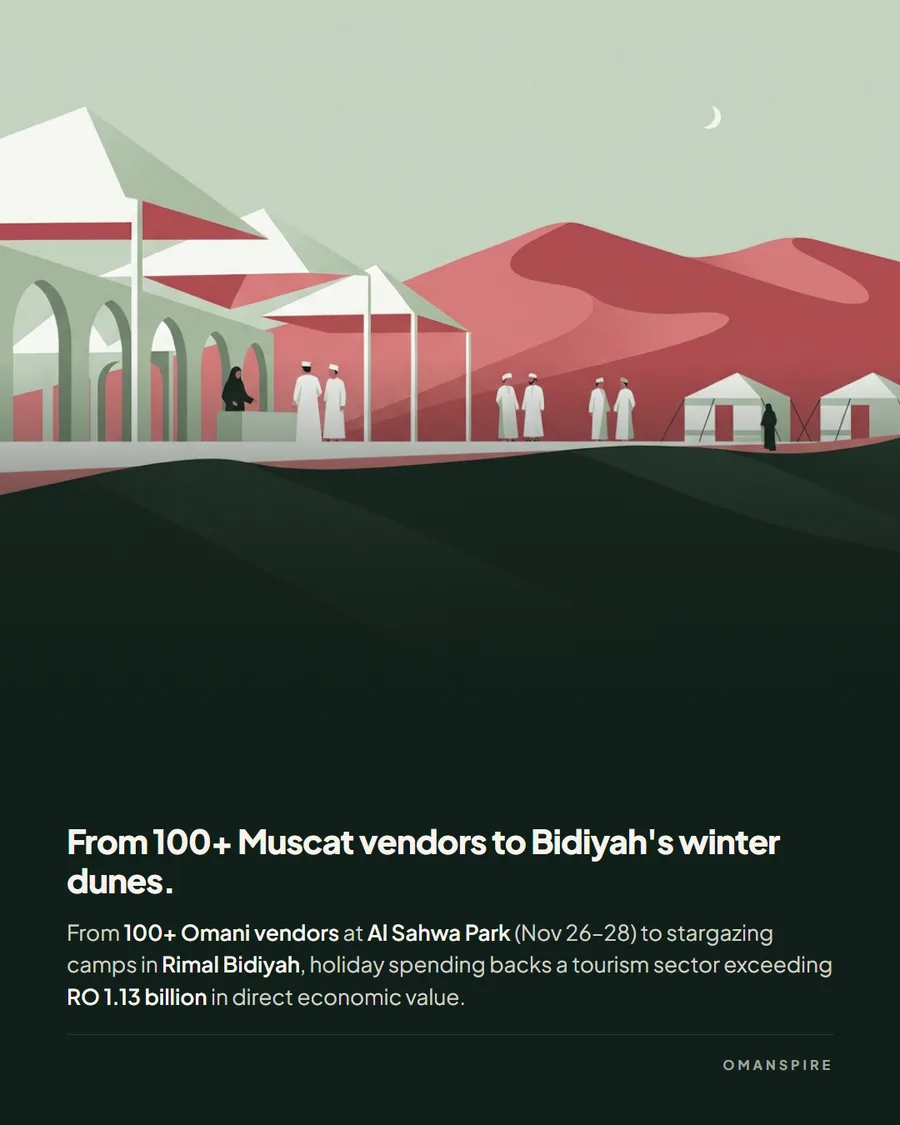 From 100+ Muscat vendors to Bidiyah's winter
dunes.
From 100+ Omani vendors at Al Sahwa Park (Nov 26–28) to stargazing
camps in Rimal Bidiyah, holiday spending backs a tourism sector exceeding
RO 1.13 billion in direct economic value.
OMANSPIRE